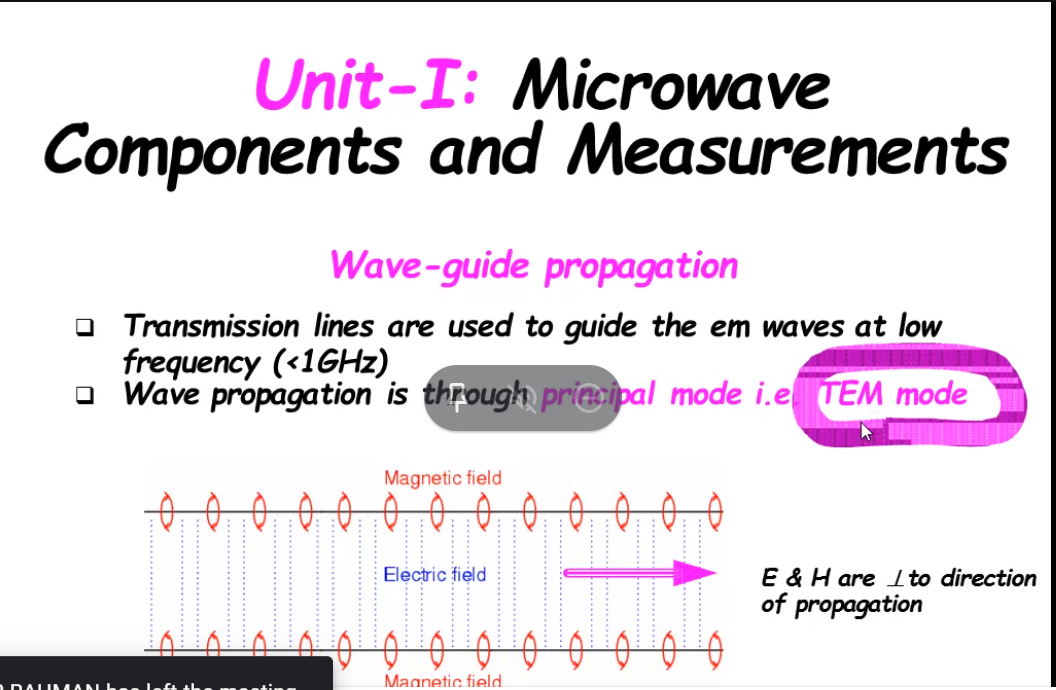 Unit-I: Microwave
Components and Measurements
Wave-guide propagation
❑ Transmission lines are used to guide the em waves at low
frequency (<1GHz)
❑ Wave propagation is through principal mode i.e. TEM mode
Magnetic field
Electric field
E & H are ⊥to direction
of propagation
Magnetic field
RAHMAN has left the meeting